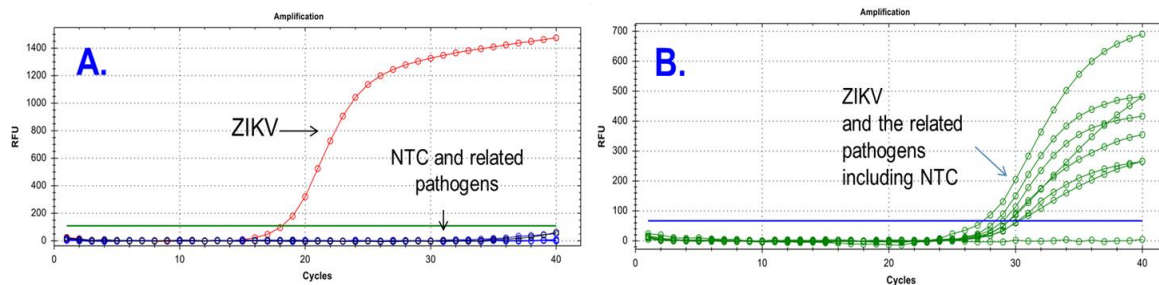 Amplification
A.
1400
1200
1000
800
600
400
200
0
RFU
ZIKV
NTC and related
pathogens
0
10
20
30
40
Cycles
Amplification
B.
700
600
500
400
300
200
100
0
RFU
ZIKV
and the related
pathogens
including NTC
0
10
20
30
40
Cycles